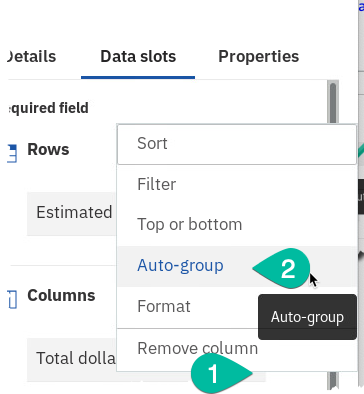 Details Data slots Properties
equired field
Rows
Sort
Filter
Estimated
Top or bottom
Auto-group 2
Columns
Format
Auto-group
Total dolla
Remove column
1